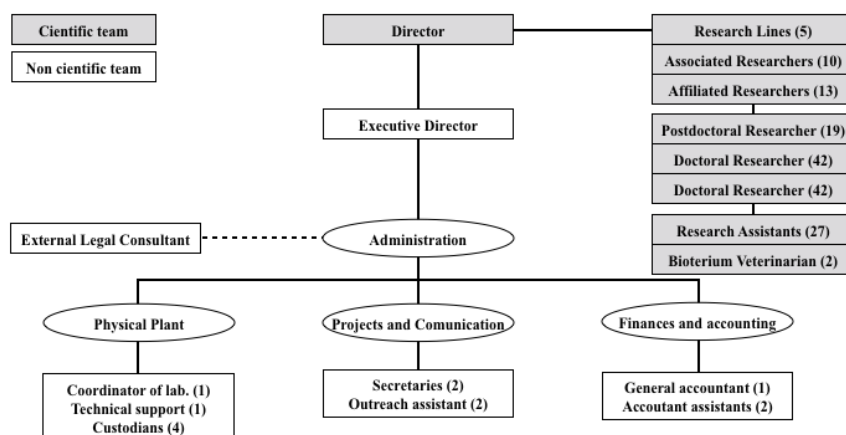 Cientific team
Non cientific team
Director
Research Lines (5)
Associated Researchers (10)
Affiliated Researchers (13)
Executive Director
Postdoctoral Researcher (19)
Doctoral Researcher (42)
Doctoral Researcher (42)
Research Assistants (27)
Bioterium Veterinarian (2)
External Legal Consultant
Administration
Physical Plant
Projects and Comunication
Finances and accounting
Coordinator of lab. (1)
Technical support (1)
Custodians (4)
Secretaries (2)
Outreach assistant (2)
General accountant (1)
Accoutant assistants (2)